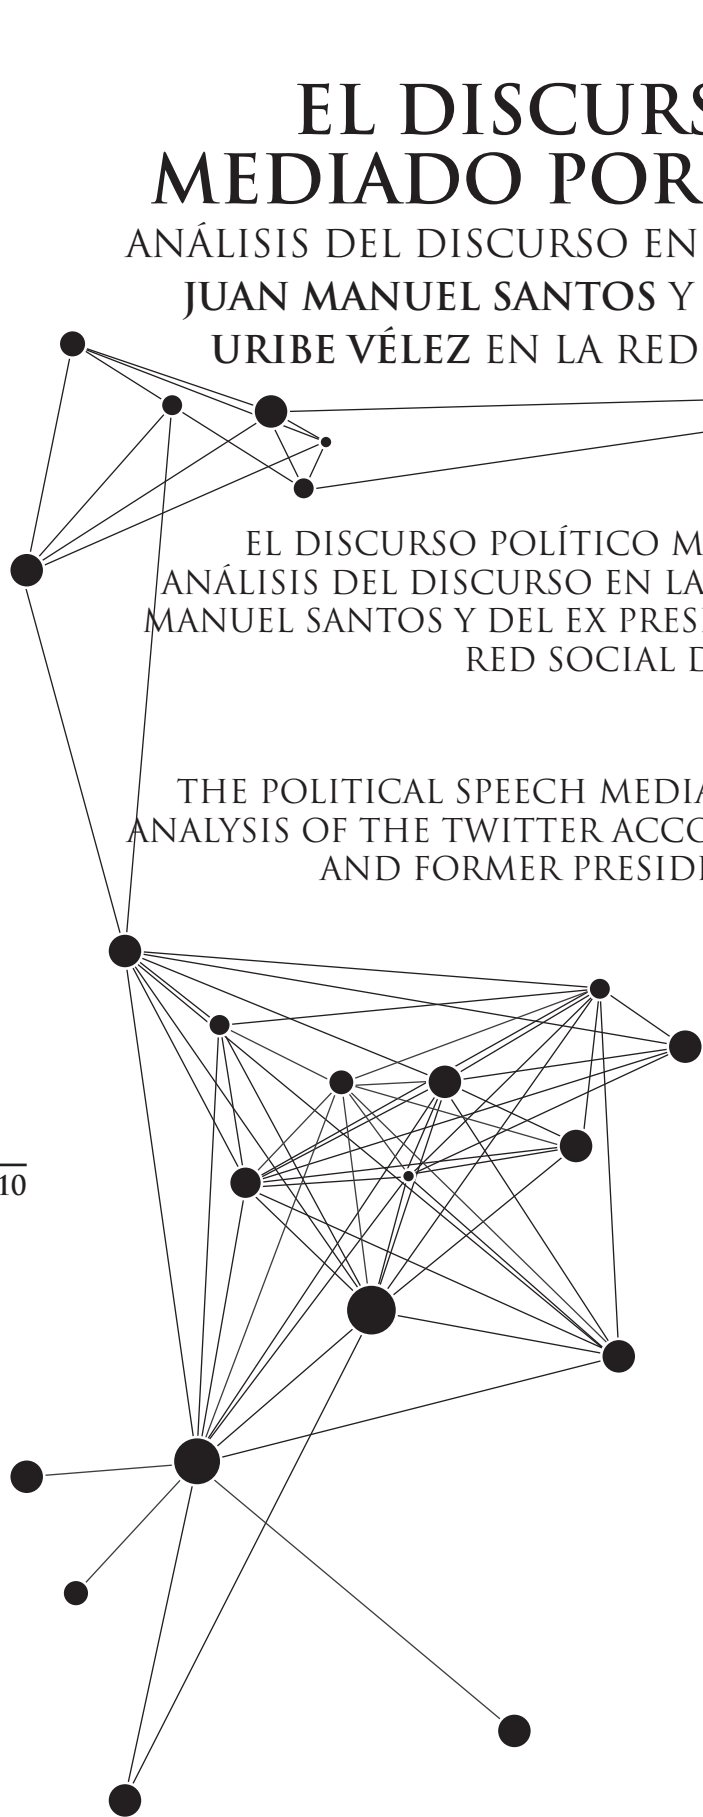 EL DISCURS
MEDIADO POR
ANÁLISIS DEL DISCURSO EN
JUAN MANUEL SANTOS Y
URIBE VÉLEZ EN LA RED
EL DISCURSO POLÍTICO M
ANÁLISIS DEL DISCURSO EN LA
MANUEL SANTOS Y DEL EX PRESI
RED SOCIAL D
THE POLITICAL SPEECH MEDIA
ANALYSIS OF THE TWITTER ACCO
AND FORMER PRESIDE
10